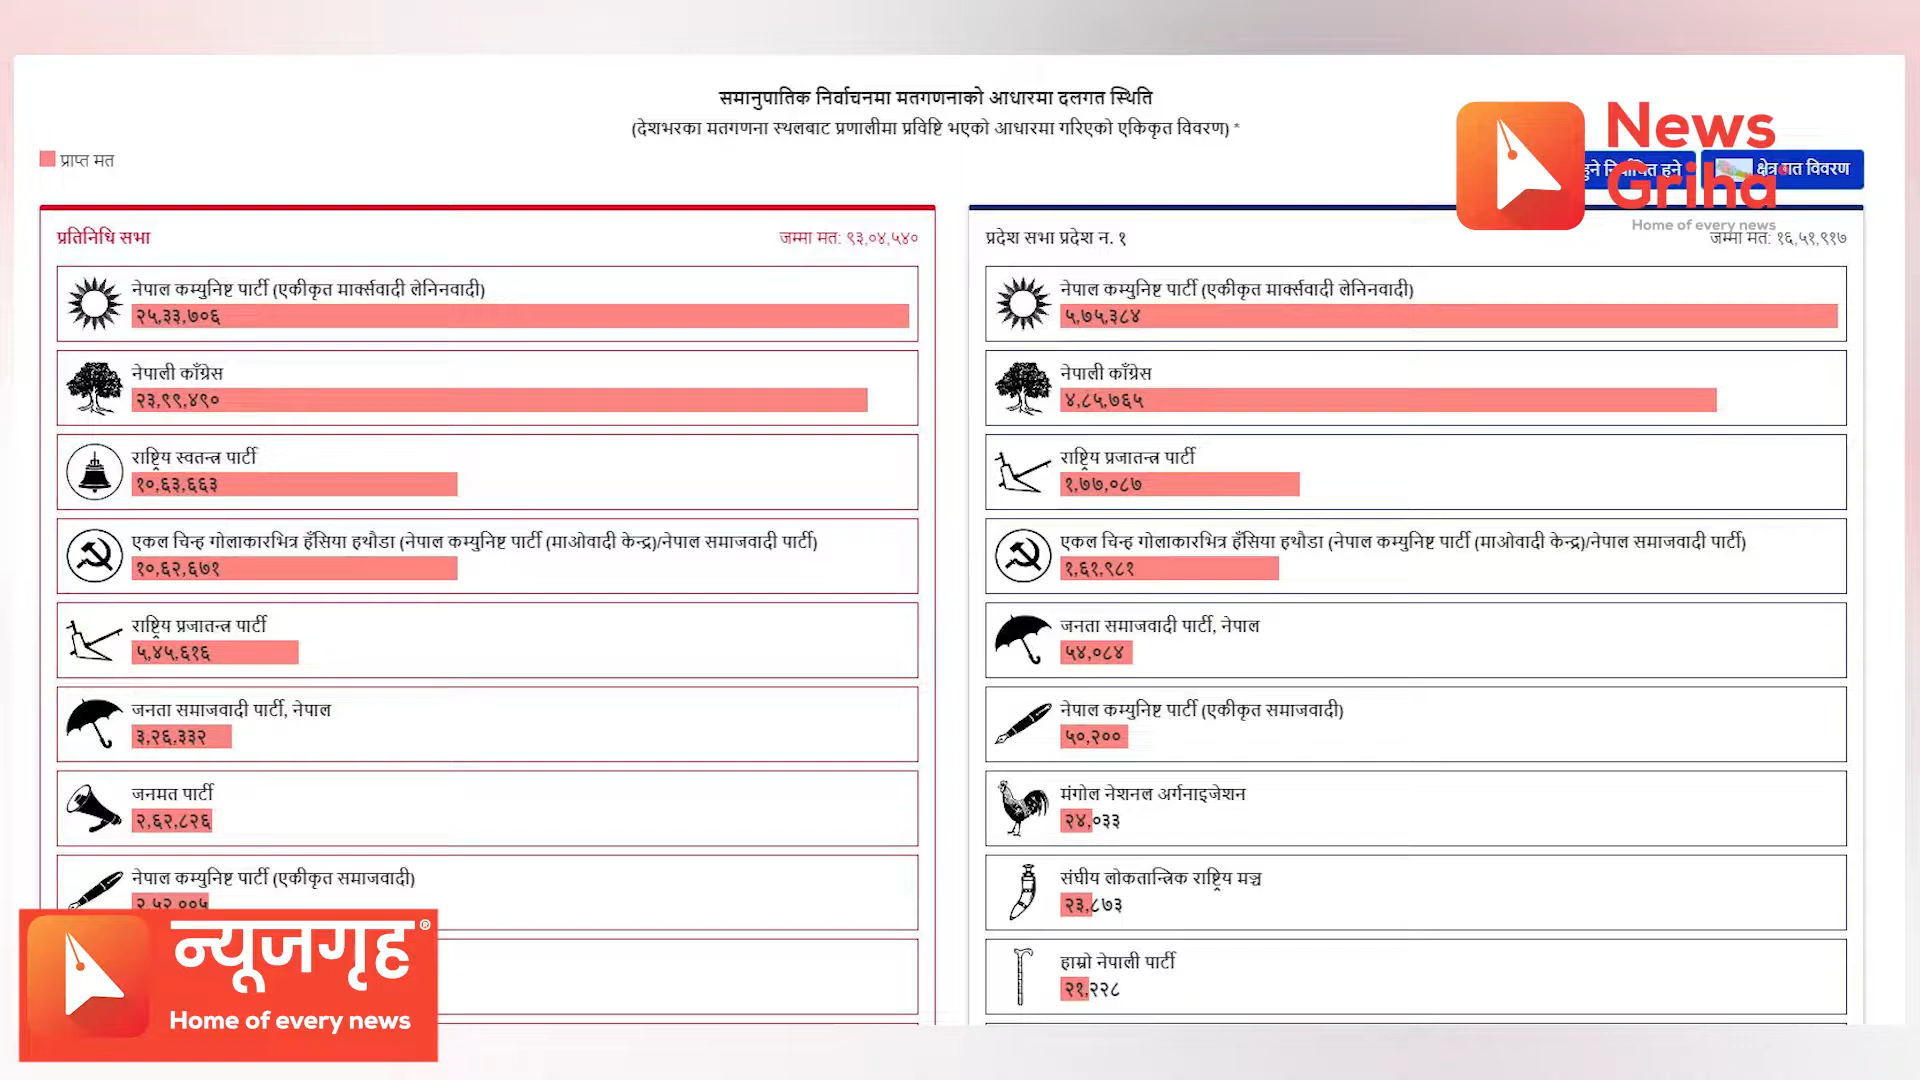 समानुपातिक निर्वाचनमा मतगणनाको आधारमा दलगत स्थिति
(देशभरका मतगणना स्थलबाट प्रणालीमा प्रविष्टि भएको आधारमा गरिएको एकिकृत विवरण) *
प्राप्त मत
क्षेत्रगत विवरण
News
Griha
Home of every news
प्रतिनिधि सभा
जम्मा मत: ९३,०४,५४०
नेपाल कम्युनिष्ट पार्टी (एकीकृत मार्क्सवादी लेनिनवादी)
२५,३३,७०६
नेपाली काँग्रेस
२३,९९,४९०
राष्ट्रिय स्वतन्त्र पार्टी
१०,६३,६६३
एकल चिन्ह गोलाकारभित्र हँसिया हथौडा (नेपाल कम्युनिष्ट पार्टी (माओवादी केन्द्र)/नेपाल समाजवादी पार्टी)
१०,६२,६७१
राष्ट्रिय प्रजातन्त्र पार्टी
५,४५,६१६
जनता समाजवादी पार्टी, नेपाल
३,२६,३३२
जनमत पार्टी
२,६२,८२६
नेपाल कम्युनिष्ट पार्टी (एकीकृत समाजवादी)
२,५२,००५
प्रदेश सभा प्रदेश न. १
जम्मा मत: १६,५१,९१७
नेपाल कम्युनिष्ट पार्टी (एकीकृत मार्क्सवादी लेनिनवादी)
५,७५,३८४
नेपाली काँग्रेस
४,८५,७६५
राष्ट्रिय प्रजातन्त्र पार्टी
१,७७,०८७
एकल चिन्ह गोलाकारभित्र हँसिया हथौडा (नेपाल कम्युनिष्ट पार्टी (माओवादी केन्द्र)/नेपाल समाजवादी पार्टी)
१,६१,९८१
जनता समाजवादी पार्टी, नेपाल
५४,०८४
नेपाल कम्युनिष्ट पार्टी (एकीकृत समाजवादी)
५०,२००
मंगोल नेशनल अर्गनाइजेशन
२४,०३३
संघीय लोकतान्त्रिक राष्ट्रिय मञ्च
२३,८७३
हाम्रो नेपाली पार्टी
२१,२२८
न्यूजगृह®
Home of every news